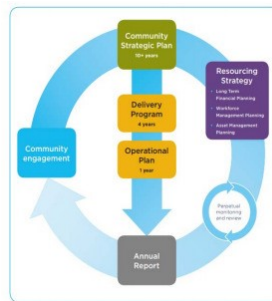 Community
Strategic Plan
10+ years
Resourcing
Strategy
• Long Term
Financial Planning
• Workforce
Management Planning
• Asset Management
Planning
Delivery
Program
4 years
Community
engagement
Operational
Plan
1 year
Perpetual
monitoring
and review
Annual
Report